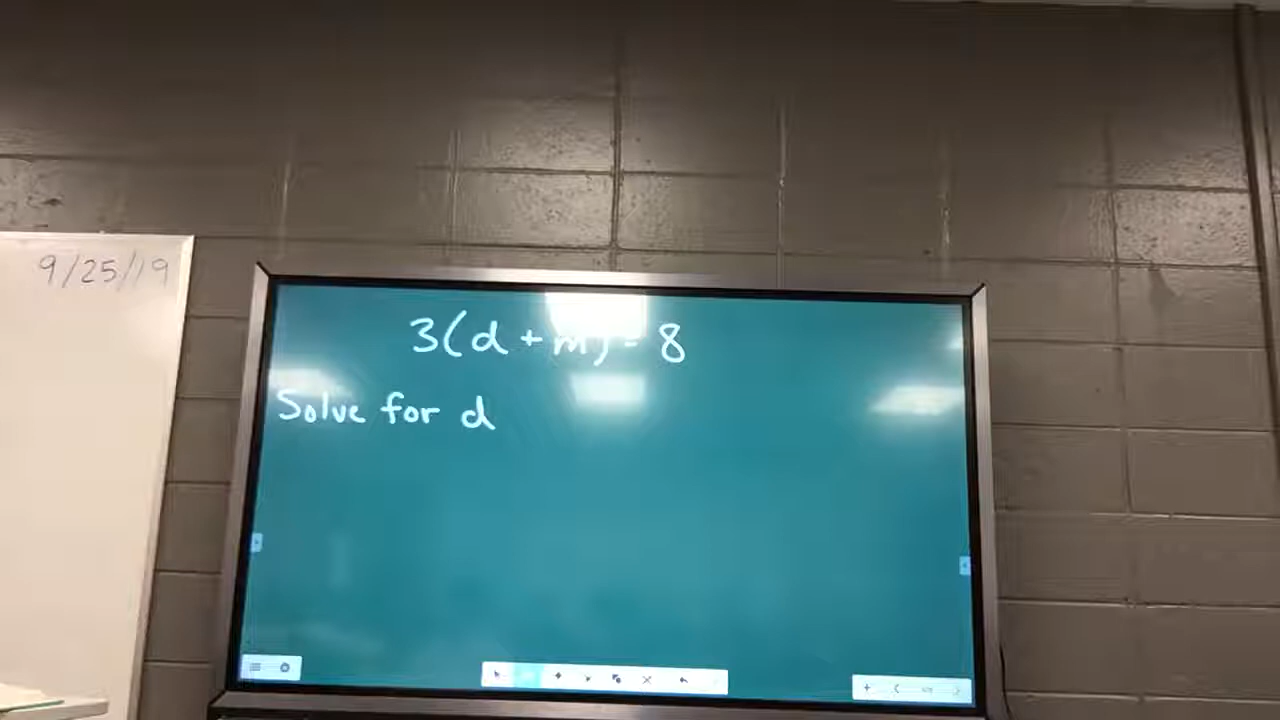 9/25/19
3(d+m) = 8
Solve for d